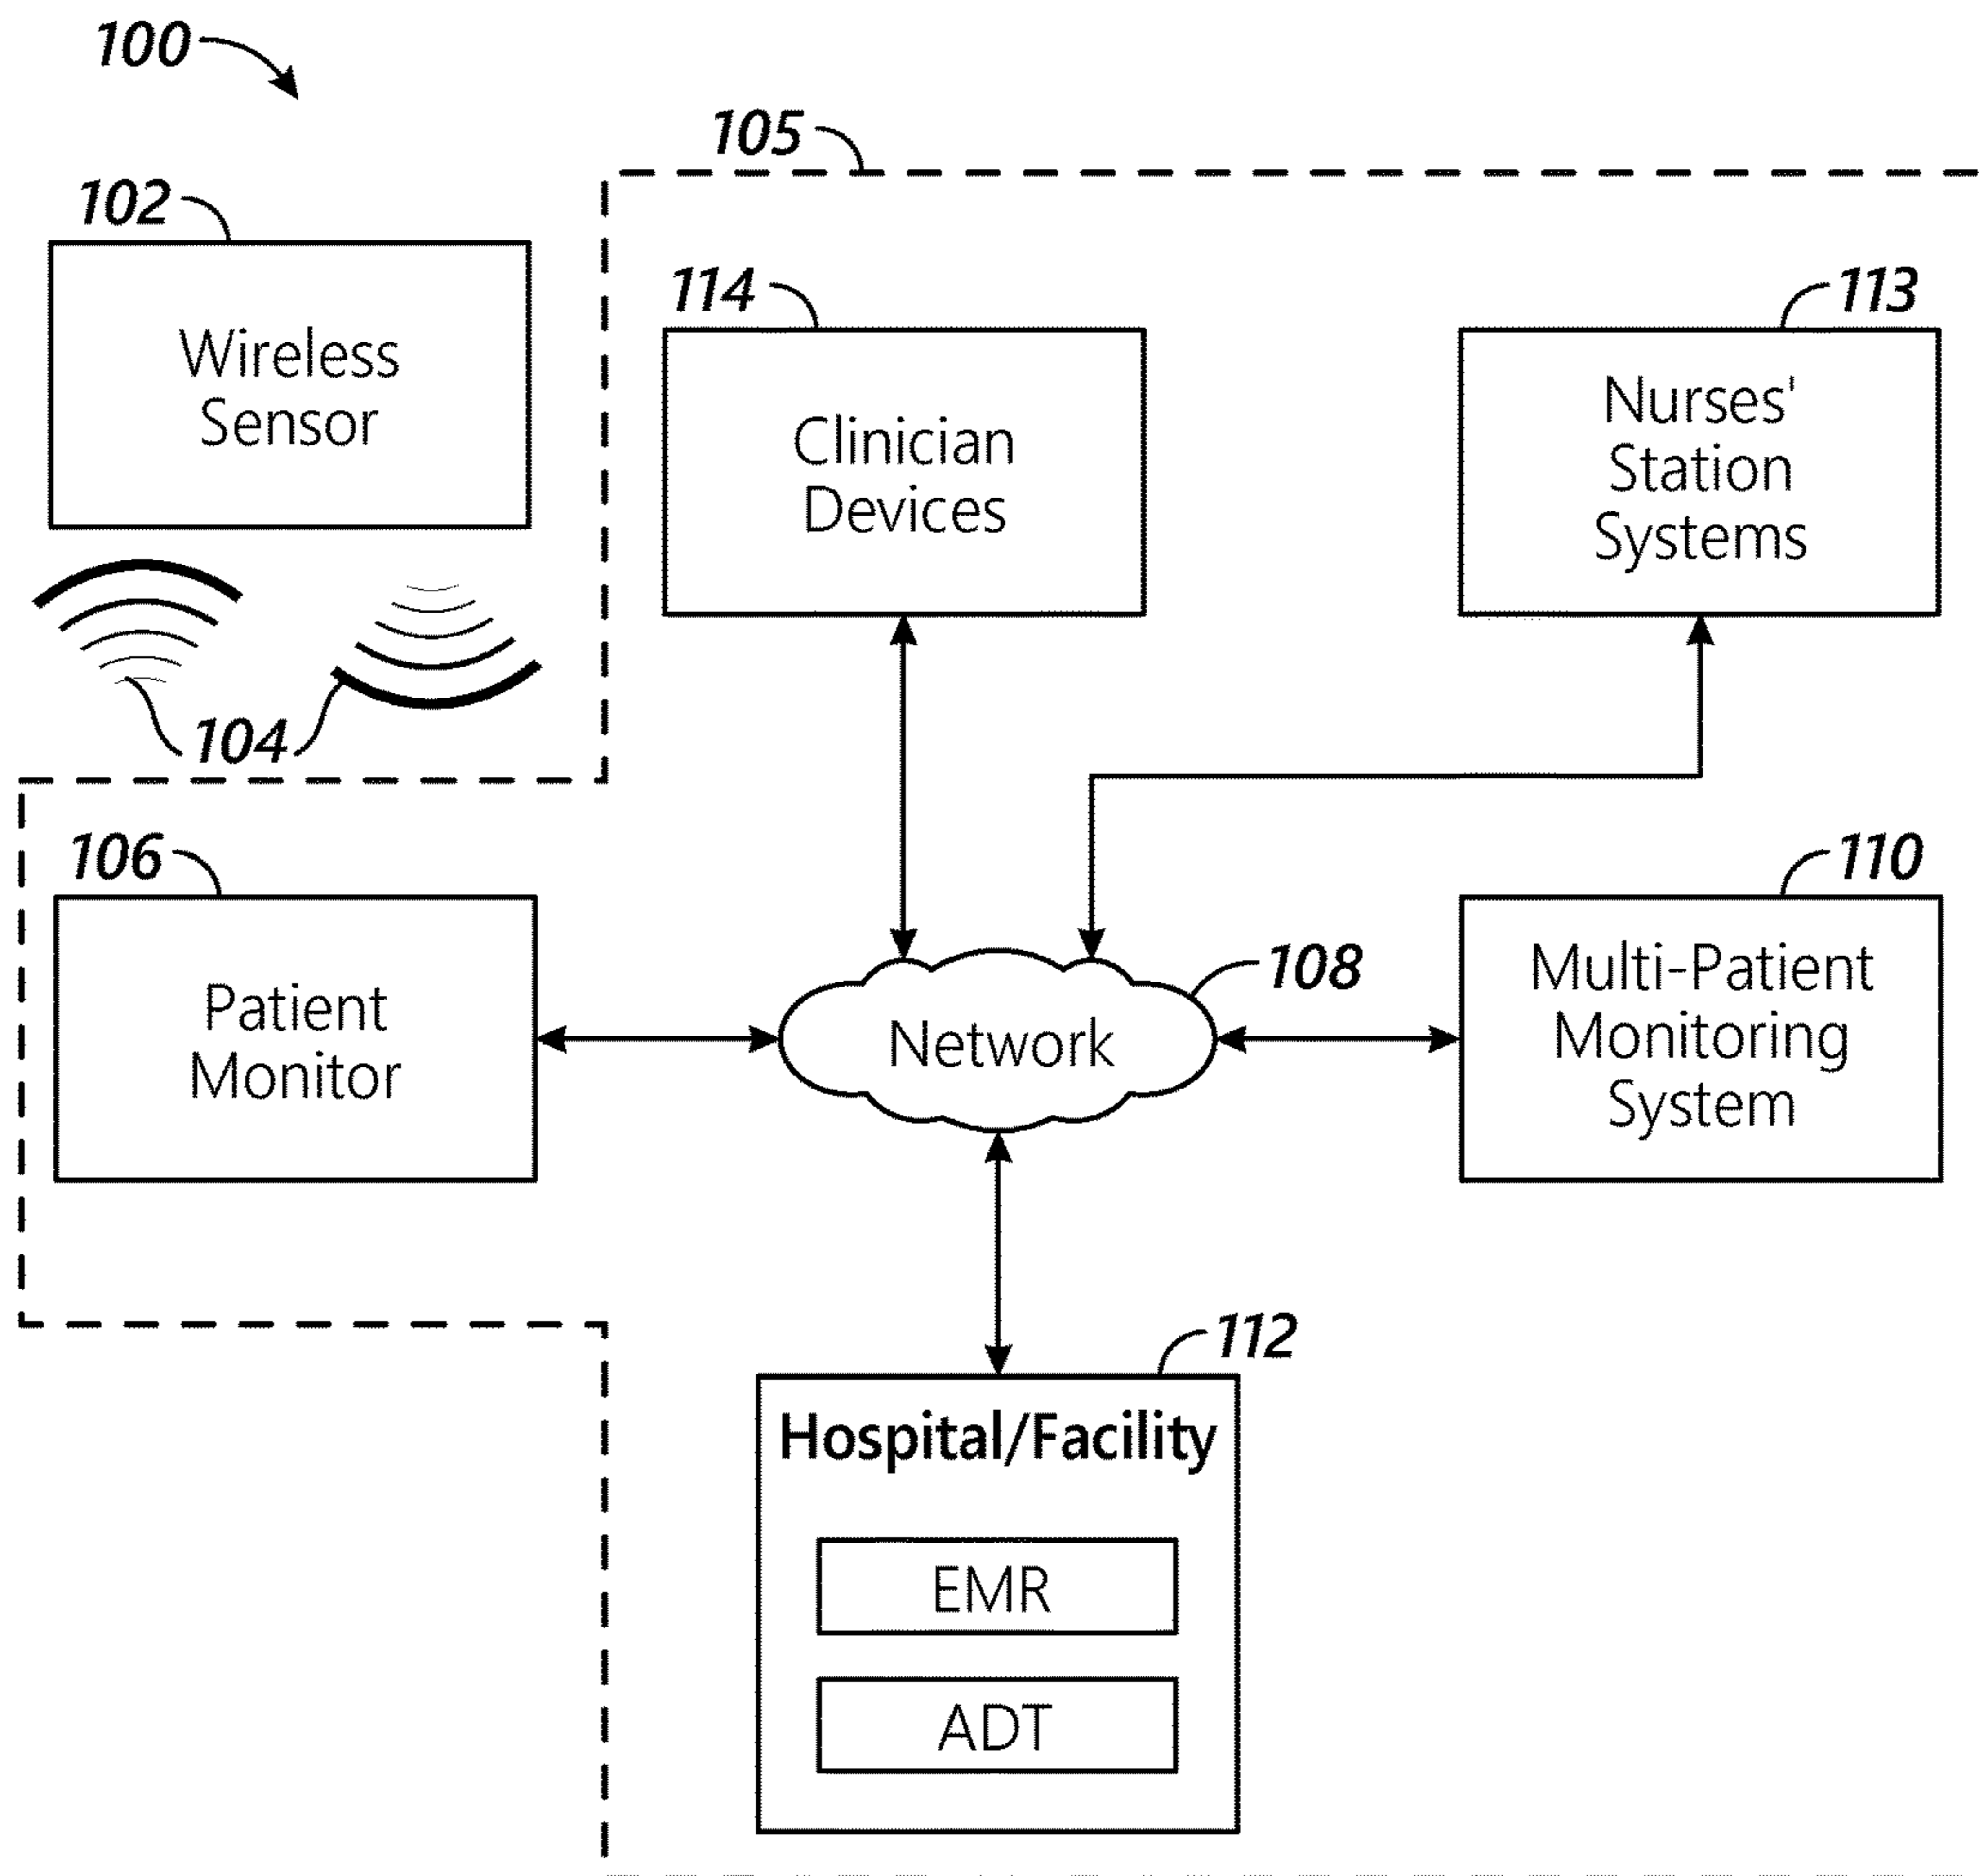 100
105
102
Wireless
Sensor
114
Clinician
Devices
113
Nurses'
Station
Systems
104
106
Patient
Monitor
108
Network
110
Multi-Patient
Monitoring
System
112
Hospital/Facility
EMR
ADT